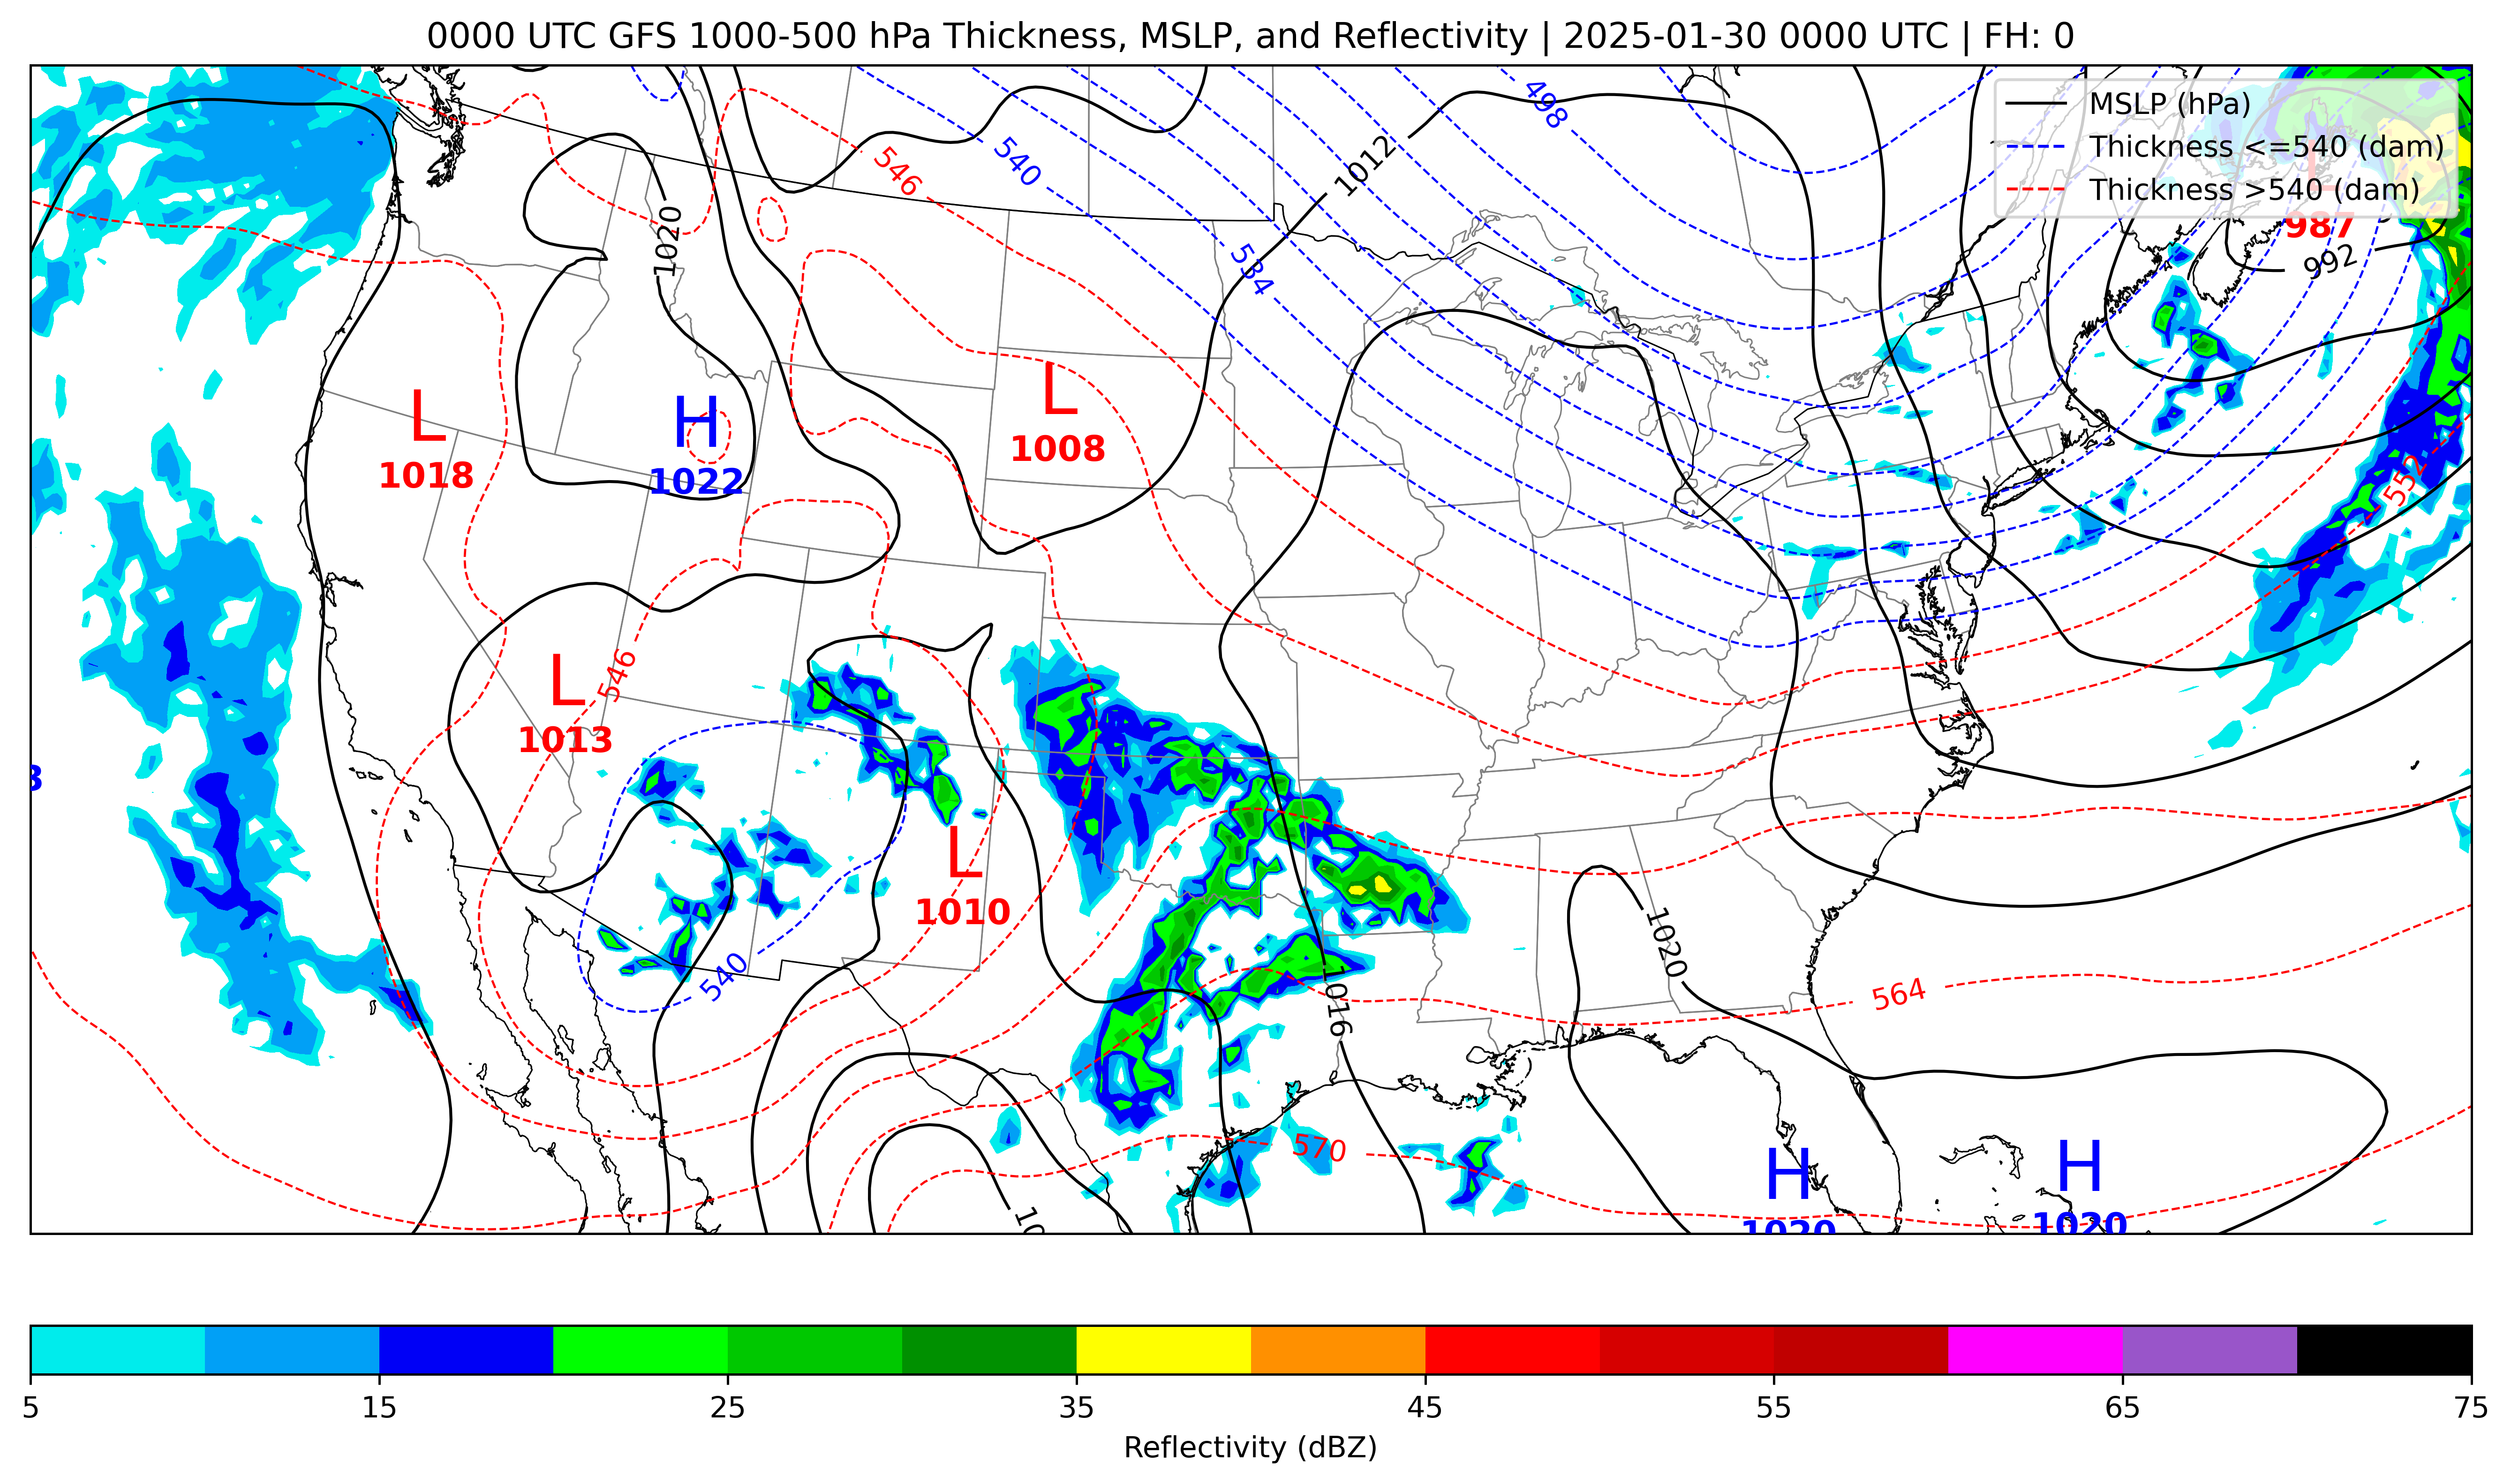 0000 UTC GFS 1000-500 hPa Thickness, MSLP, and Reflectivity | 2025-01-30 0000 UTC | FH: 0
MSLP (hPa)
Thickness <=540 (dam)
Thickness >540 (dam)
498
540
546
1012
L
987
1020
534
992
L
1018
H
1022
L
1008
552
L
1013
546
L
1010
540
1020
1016
564
570
H
1020
H
1020
5 15 25 35 45 55 65 75
Reflectivity (dBZ)